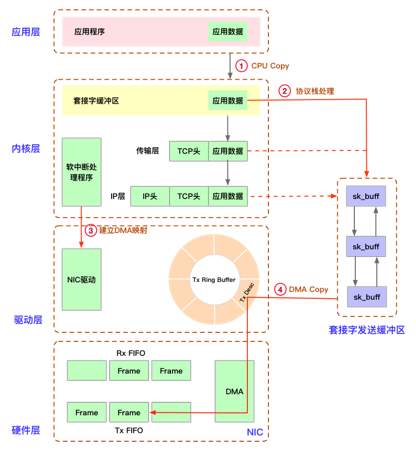 应用层
应用程序
应用数据
① CPU Copy
套接字缓冲区
应用数据
② 协议栈处理
内核层
软中断处
理程序
传输层
TCP头
应用数据
IP层
IP头
TCP头
应用数据
sk_buff
sk_buff
sk_buff
套接字发送缓冲区
③ 建立DMA映射
NIC驱动
Tx Ring Buffer
Tx Desc
④ DMA Copy
驱动层
Rx FIFO
Frame
Frame
DMA
Frame
Frame
Tx FIFO
NIC
硬件层